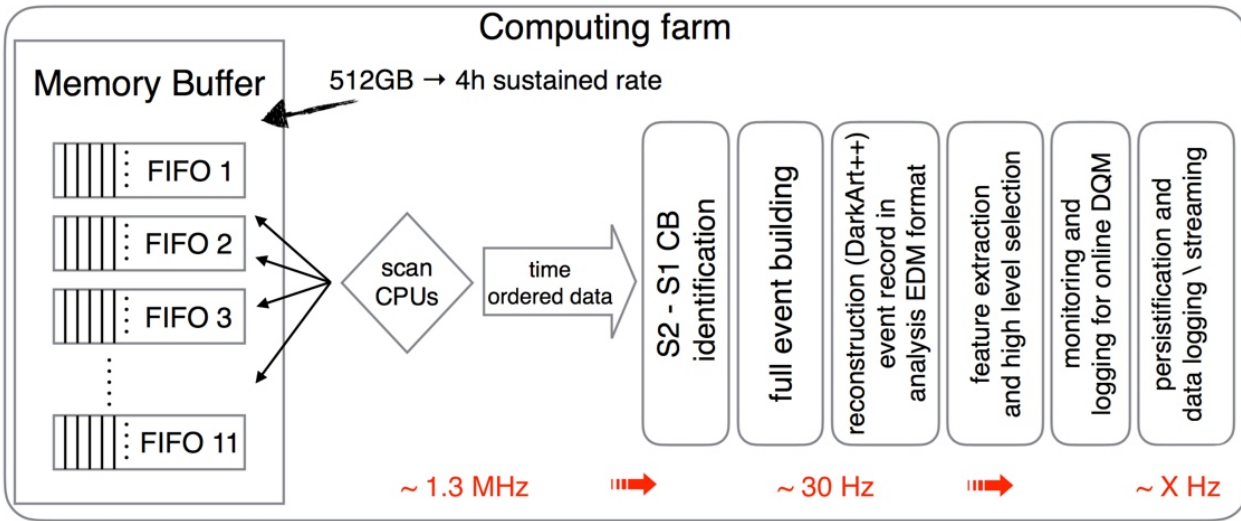 Computing farm
Memory Buffer
512GB → 4h sustained rate
FIFO 1
FIFO 2
FIFO 3
FIFO 11
scan
CPUs
time
ordered data
S2 - S1 CB
identification
full event building
reconstruction (DarkArt++)
event record in
analysis EDM format
feature extraction
and high level selection
monitoring and
logging for online DQM
persistification and
data logging \ streaming
~ 1.3 MHz
~ 30 Hz
~ X Hz